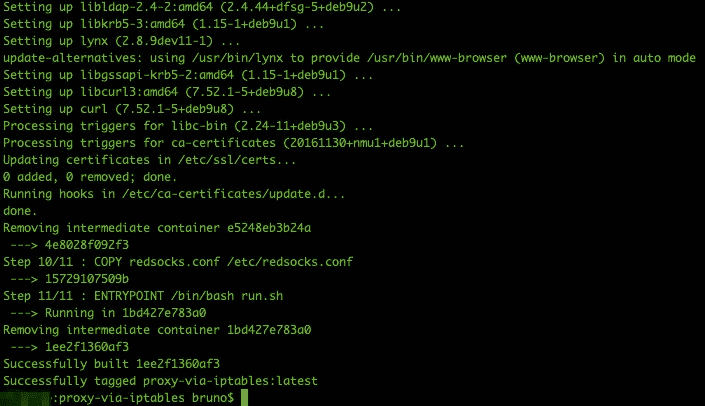 Setting up libldap-2.4-2:amd64 (2.4.44+dfsg-5+deb9u2) ...
Setting up libkrb5-3:amd64 (1.15-1+deb9u1) ...
Setting up lynx (2.8.9dev11-1) ...
update-alternatives: using /usr/bin/lynx to provide /usr/bin/www-browser (www-browser) in auto mode
Setting up libgssapi-krb5-2:amd64 (1.15-1+deb9u1) ...
Setting up libcurl3:amd64 (7.52.1-5+deb9u8) ...
Setting up curl (7.52.1-5+deb9u8) ...
Processing triggers for libc-bin (2.24-11+deb9u3) ...
Processing triggers for ca-certificates (20161130+nmu1+deb9u1) ...
Updating certificates in /etc/ssl/certs...
0 added, 0 removed; done.
Running hooks in /etc/ca-certificates/update.d...
done.
Removing intermediate container e5248eb3b24a
 ---> 4e8028f092f3
Step 10/11 : COPY redsocks.conf /etc/redsocks.conf
 ---> 15729107509b
Step 11/11 : ENTRYPOINT /bin/bash run.sh
 ---> Running in 1bd427e783a0
Removing intermediate container 1bd427e783a0
 ---> 1ee2f1360af3
Successfully built 1ee2f1360af3
Successfully tagged proxy-via-iptables:latest
:proxy-via-iptables bruno$